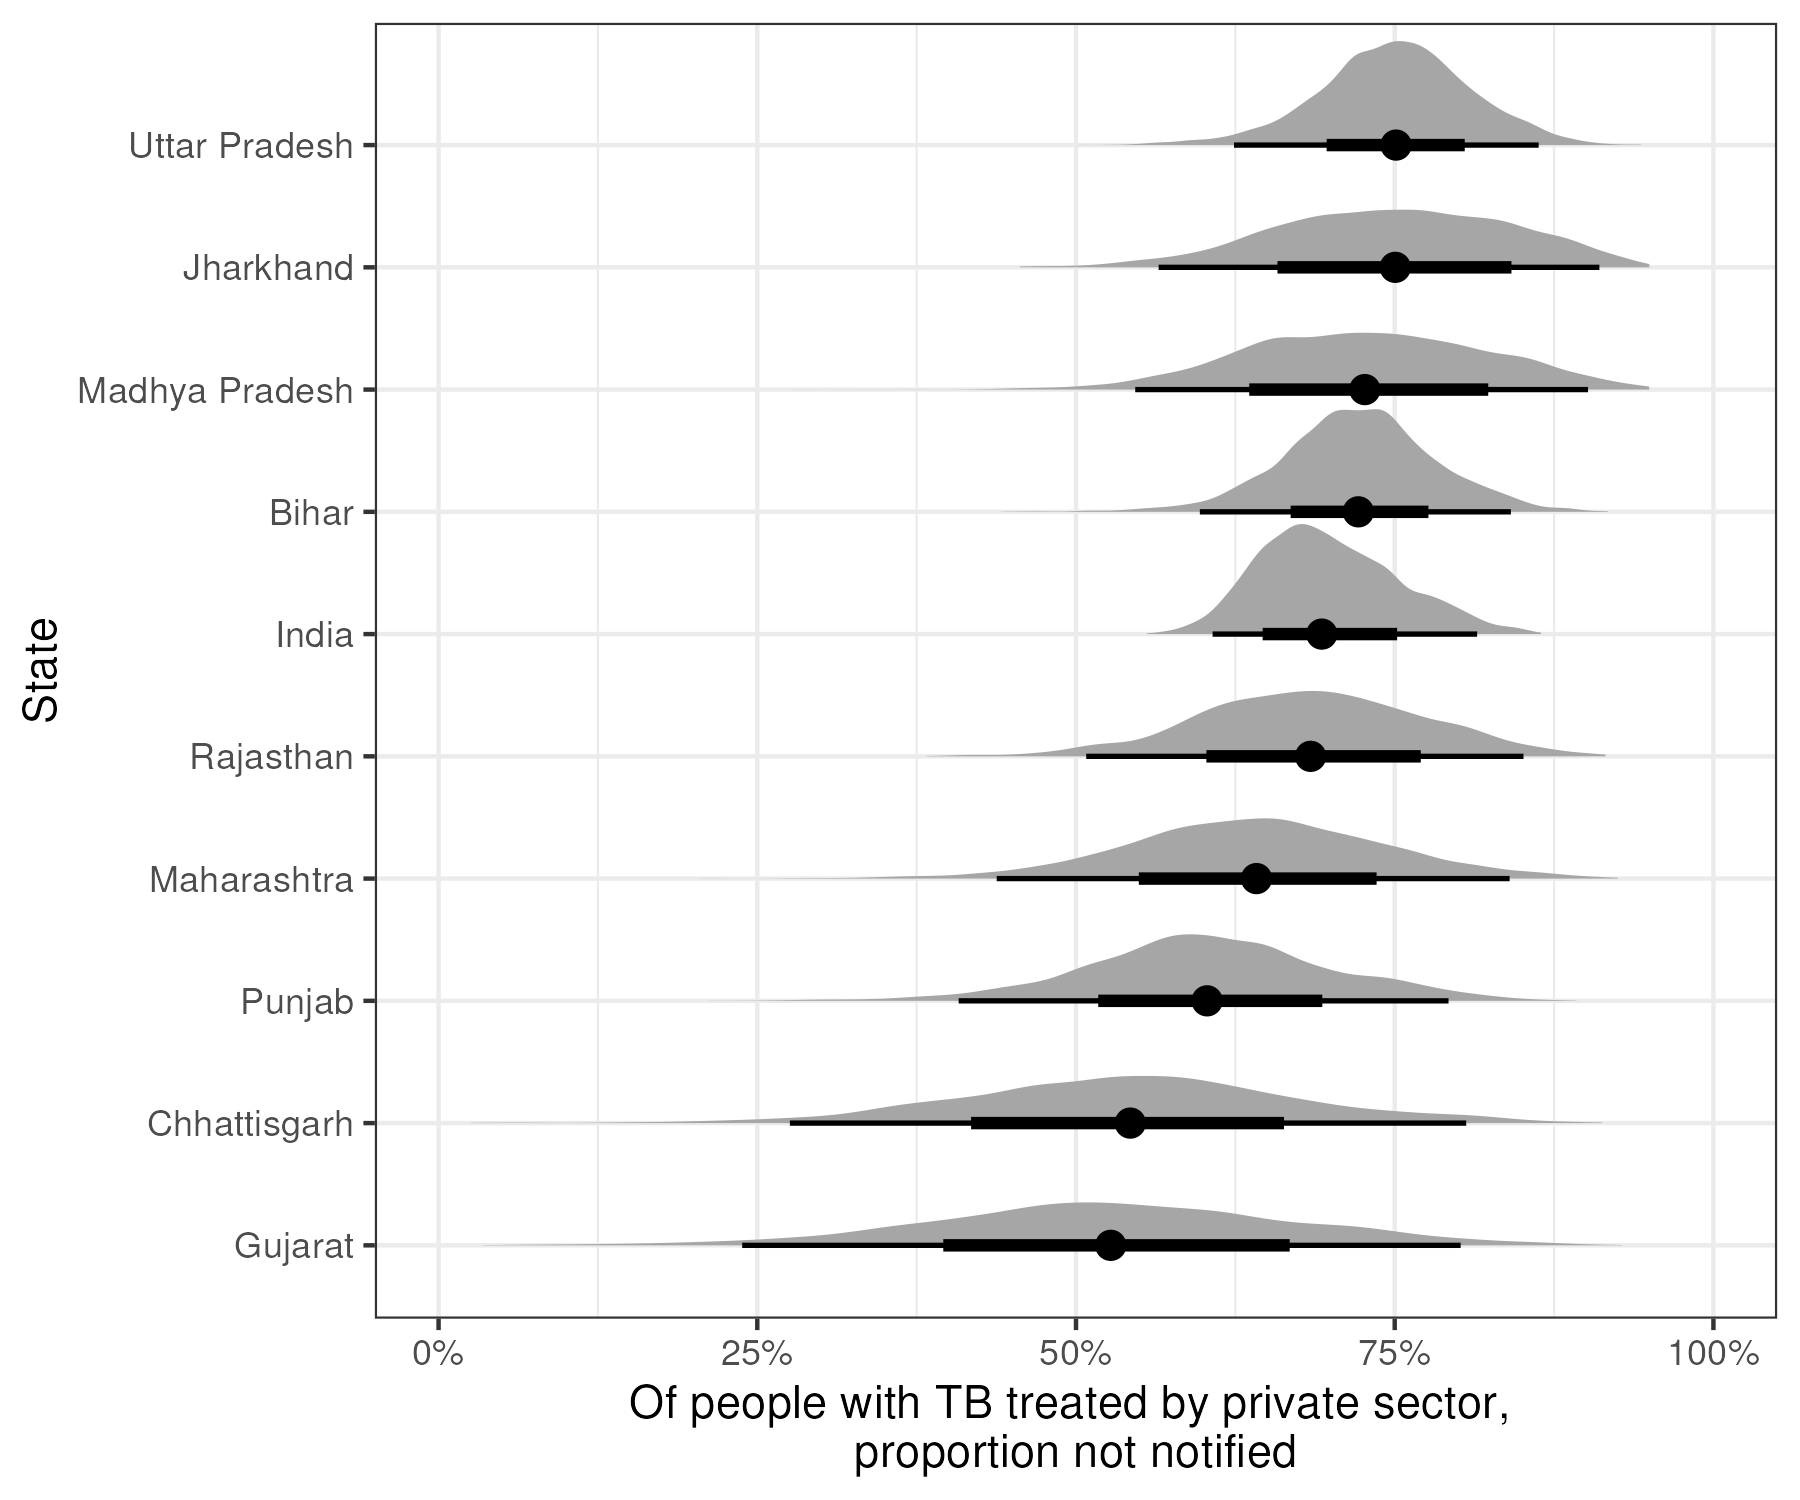 State
Uttar Pradesh
Jharkhand
Madhya Pradesh
Bihar
India
Rajasthan
Maharashtra
Punjab
Chhattisgarh
Gujarat
0% 25% 50% 75% 100%
Of people with TB treated by private sector,
proportion not notified